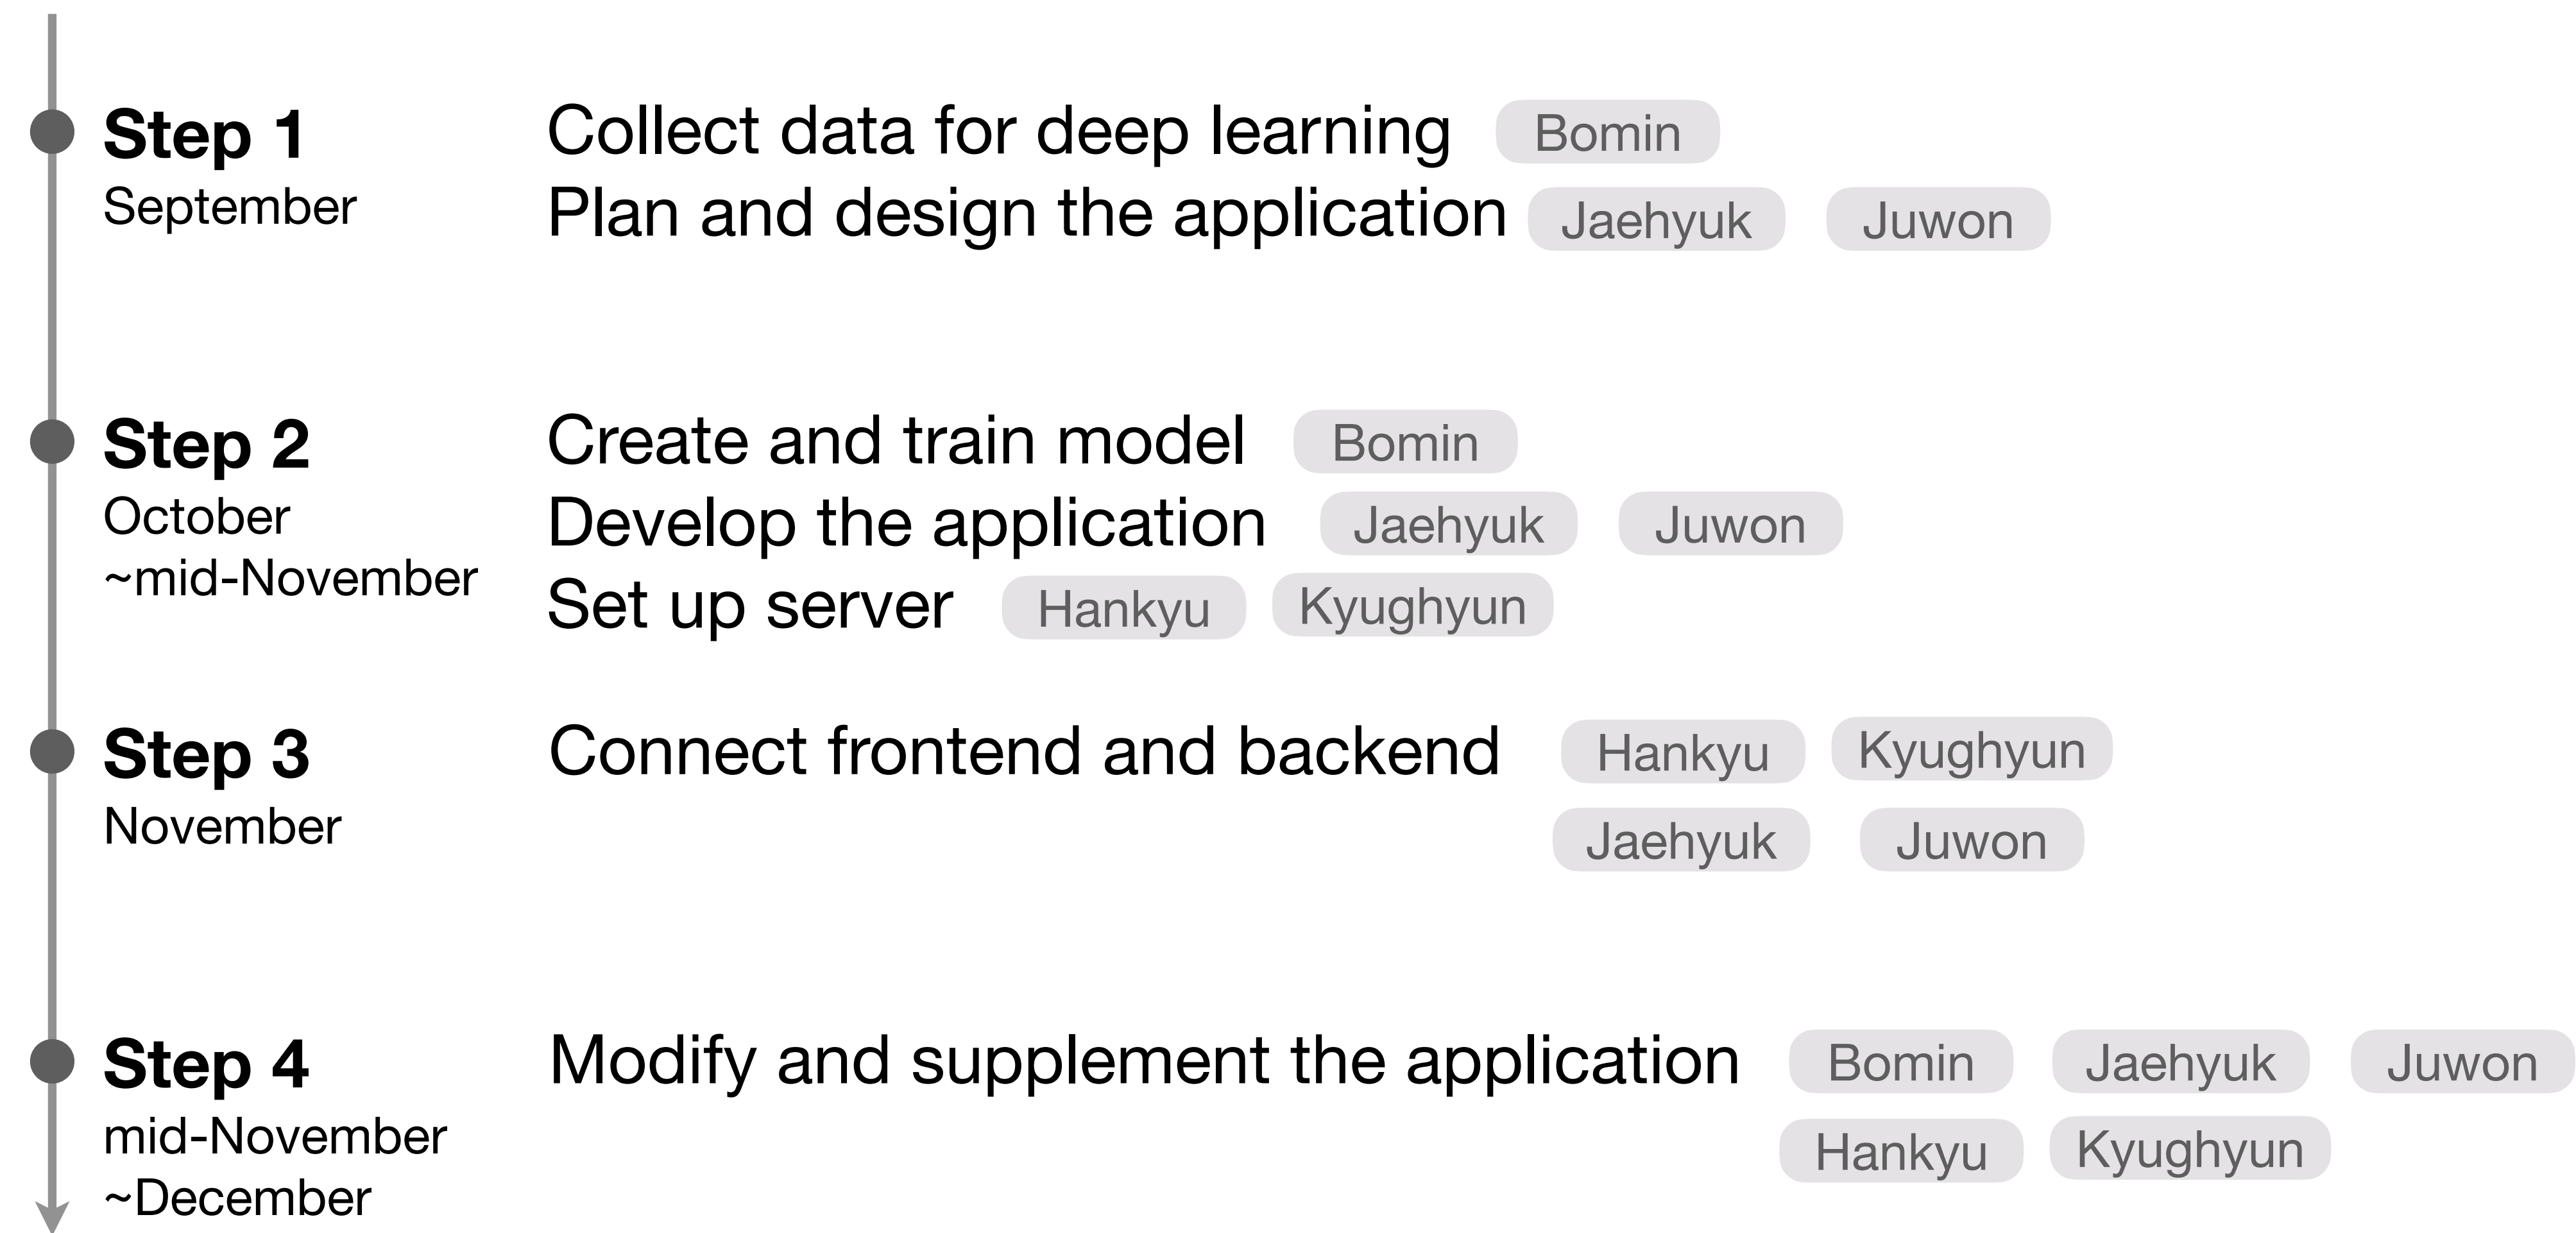 Step 1 Collect data for deep learning Bomin
September Plan and design the application Jaehyuk Juwon
Step 2 Create and train model Bomin
October Develop the application Jaehyuk Juwon
~mid-November Set up server Hankyu Kyughyun
Step 3 Connect frontend and backend Hankyu Kyughyun
November Jaehyuk Juwon
Step 4 Modify and supplement the application Bomin Jaehyuk Juwon
mid-November Hankyu Kyughyun
~December